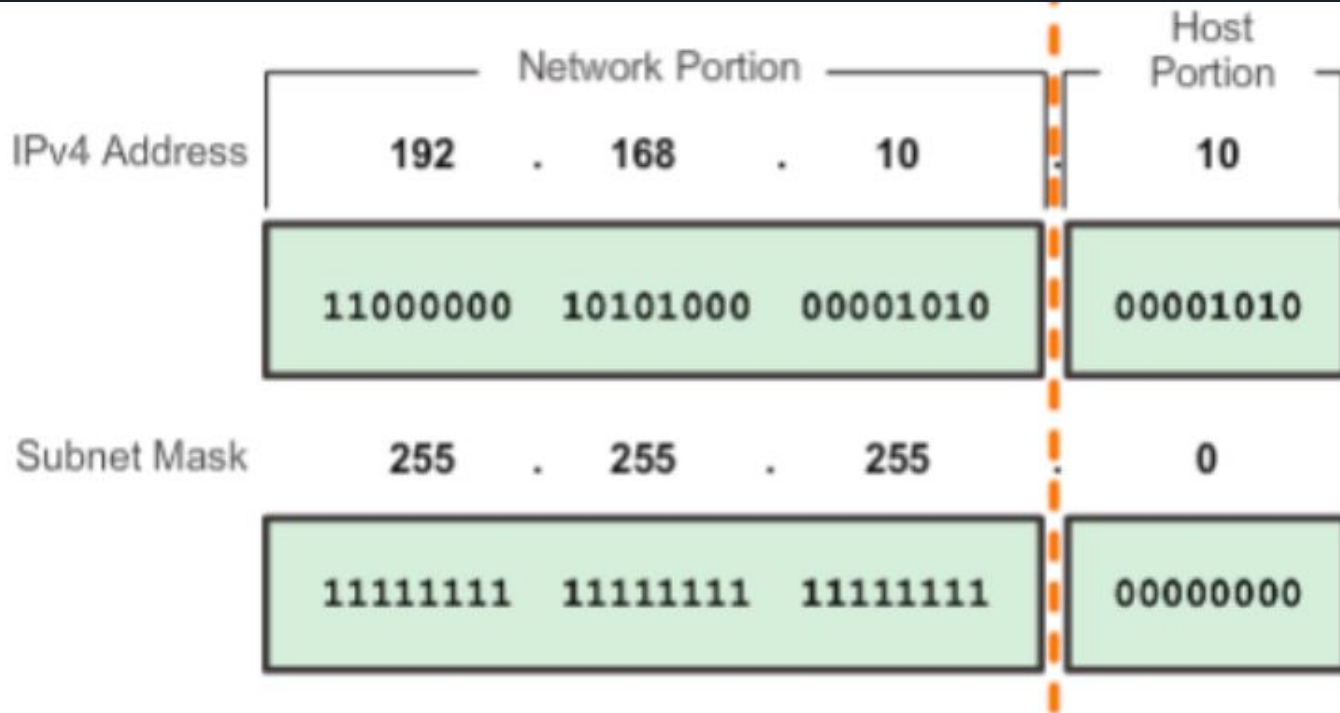 Network Portion
Host
Portion
IPv4 Address 192 . 168 . 10 . 10
11000000 10101000 00001010 00001010
Subnet Mask 255 . 255 . 255 . 0
11111111 11111111 11111111 00000000